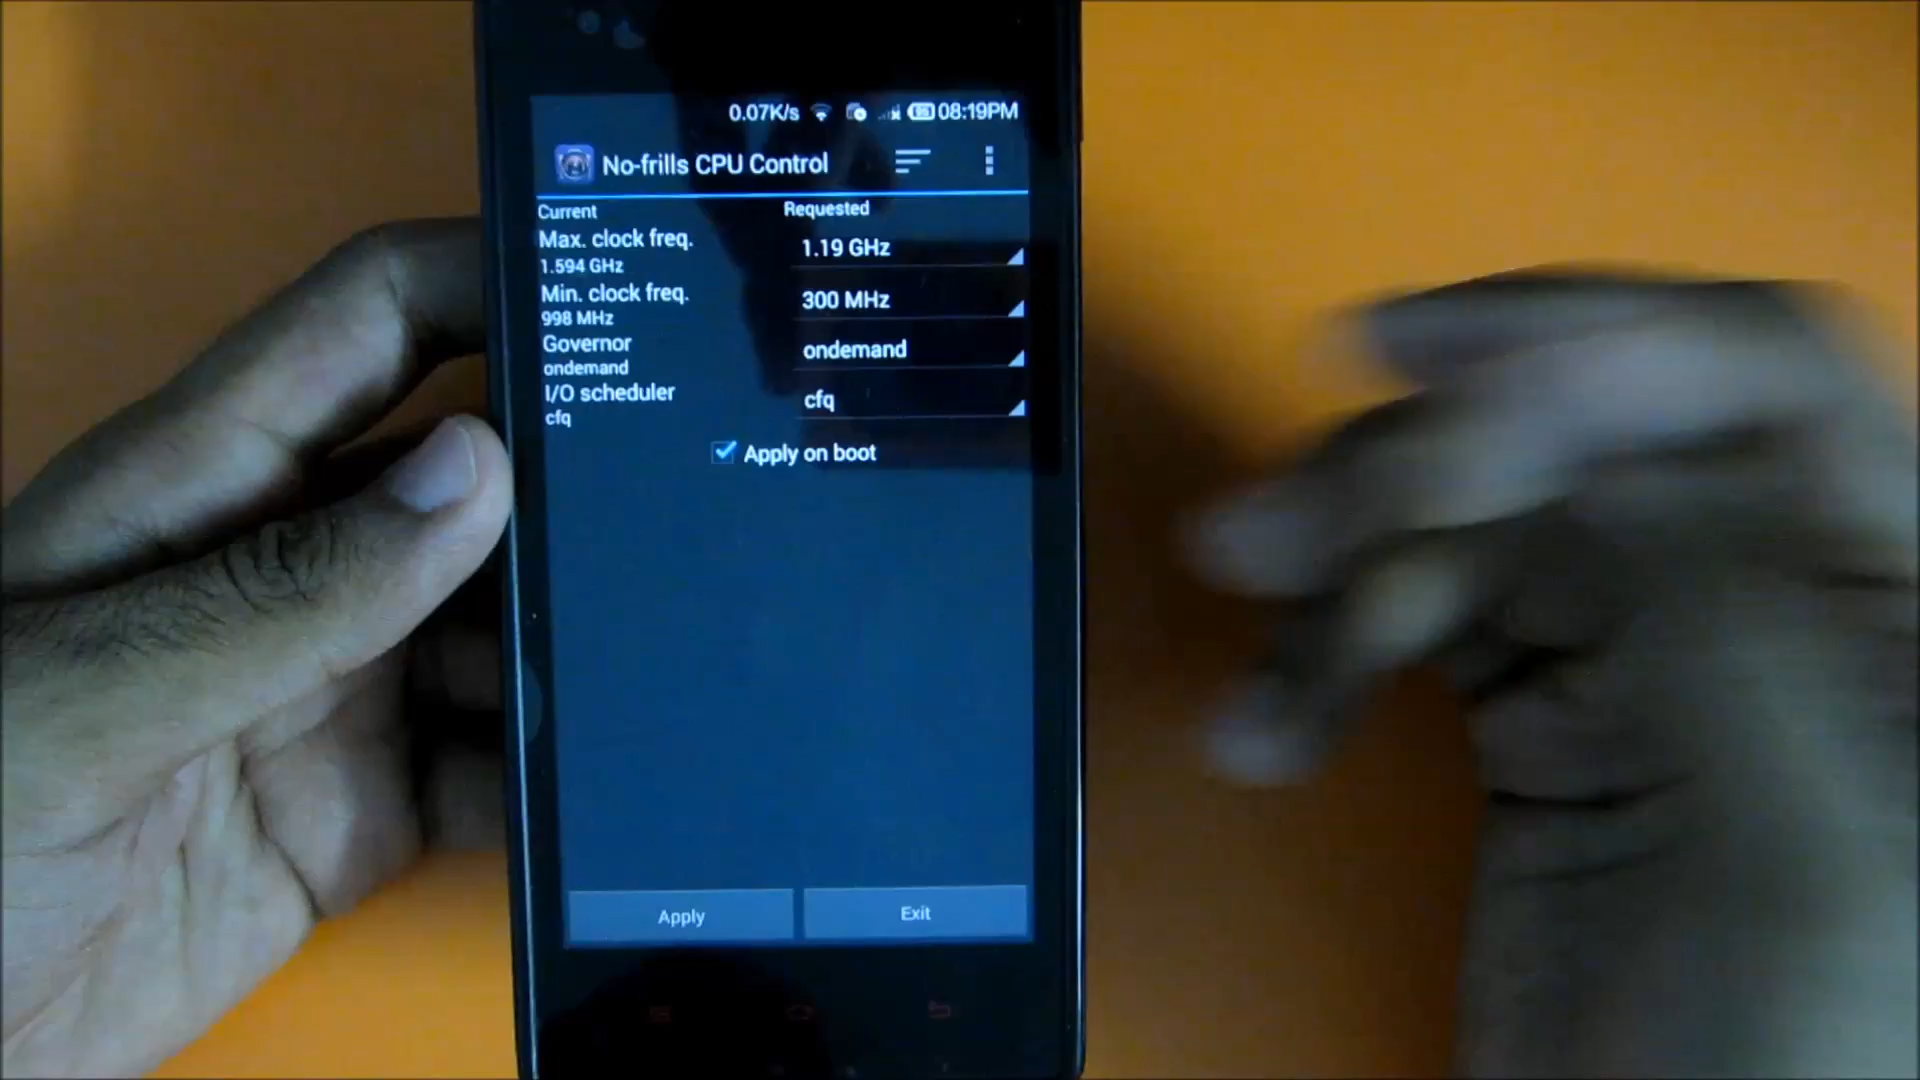 0.07K/s 08:19PM
No-frills CPU Control
Current Requested
Max. clock freq. 1.19 GHz
1.594 GHz
Min. clock freq. 300 MHz
998 MHz
Governor ondemand
ondemand
I/O scheduler cfq
cfq
Apply on boot
Apply Exit